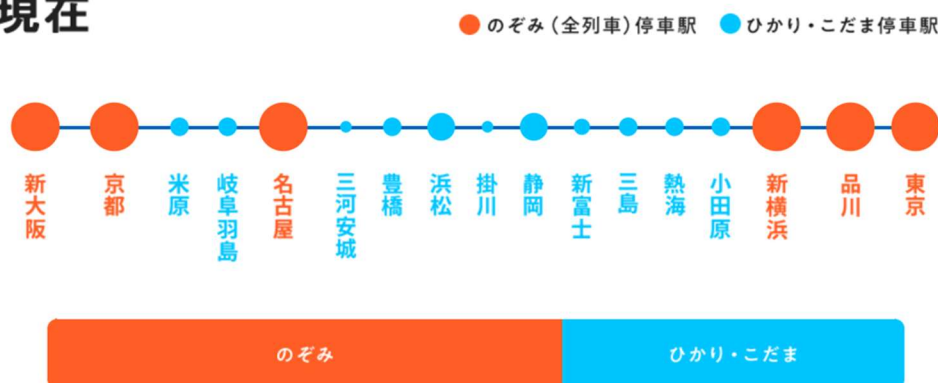 現在
のぞみ(全列車)停車駅
ひかり・こだま停車駅
新大阪
京都
米原
岐阜羽島
名古屋
三河安城
豊橋
浜松
掛川
静岡
新富士
三島
熱海
小田原
新横浜
品川
東京
のぞみ
ひかり・こだま